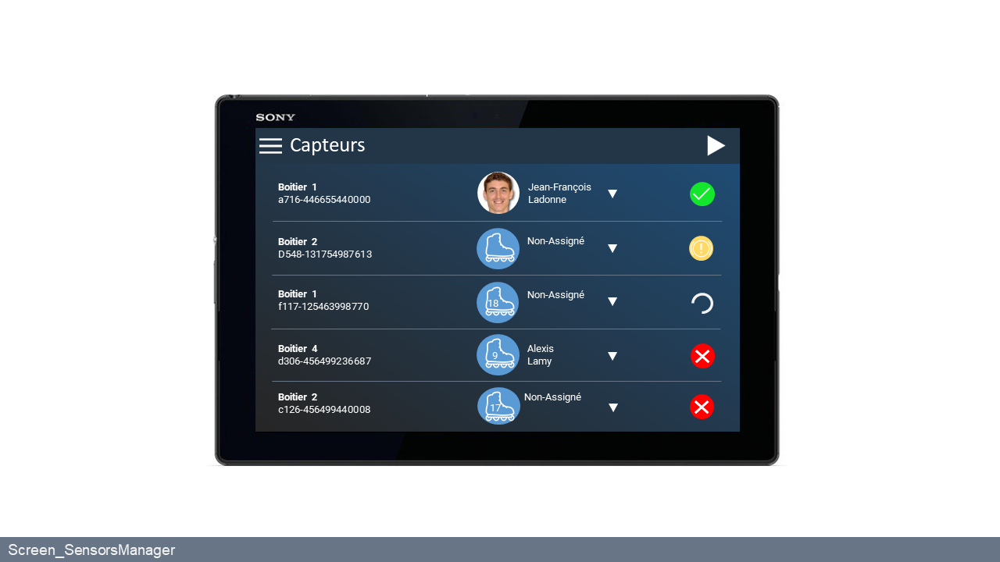 SONY
Capteurs
Boitier 1
a716-446655440000
Jean-François
Ladonne
Boitier 2
D548-131754987613
Non-Assigné
Boitier 1
f117-125463998770
18
Non-Assigné
Boitier 4
d306-456499236687
9
Alexis
Lamy
Boitier 2
c126-456499440008
17
Non-Assigné
Screen_SensorsManager